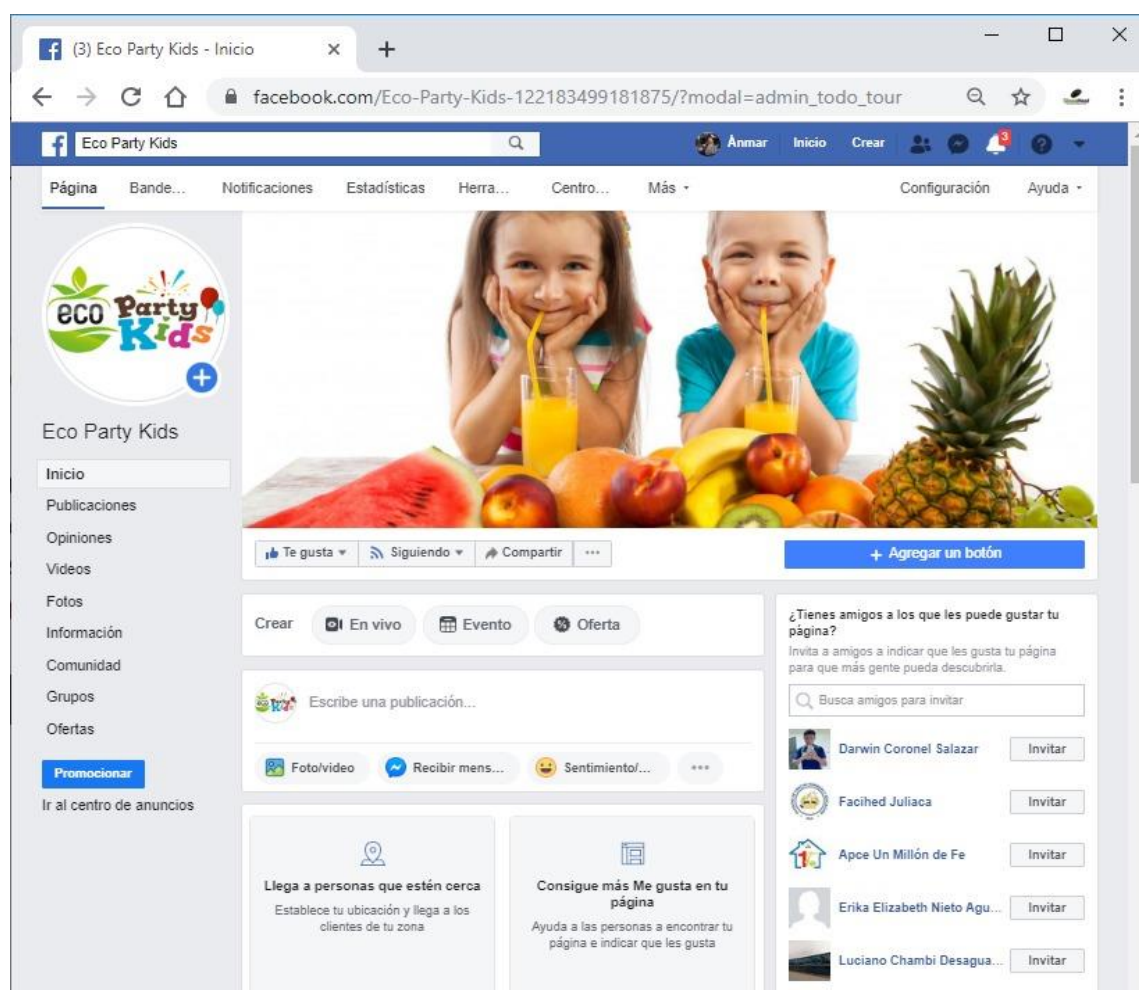 (3) Eco Party Kids - Inicio
facebook.com/Eco-Party-Kids-122183499181875/?modal=admin_todo_tour
Eco Party Kids
Ánmar Inicio Crear 3
Página Bande... Notificaciones Estadísticas Herra... Centro... Más Configuración Ayuda
eco Party Kids
Eco Party Kids
Inicio
Publicaciones
Opiniones
Videos
Fotos
Información
Comunidad
Grupos
Ofertas
Promocionar
Ir al centro de anuncios
Te gusta Siguiendo Compartir ...
+ Agregar un botón
Crear En vivo Evento Oferta
eco Party Kids
Escribe una publicación...
Foto/video Recibir mens... Sentimiento/... ...
Llega a personas que estén cerca
Establece tu ubicación y llega a los
clientes de tu zona
Consigue más Me gusta en tu
página
Ayuda a las personas a encontrar tu
página e indicar que les gusta
¿Tienes amigos a los que les puede gustar tu
página?
Invita a amigos a indicar que les gusta tu página
para que más gente pueda descubrirla.
Busca amigos para invitar
Darwin Coronel Salazar Invitar
Facihed Juliaca Invitar
Apce Un Millón de Fe Invitar
Erika Elizabeth Nieto Agu... Invitar
Luciano Chambi Desagua... Invitar